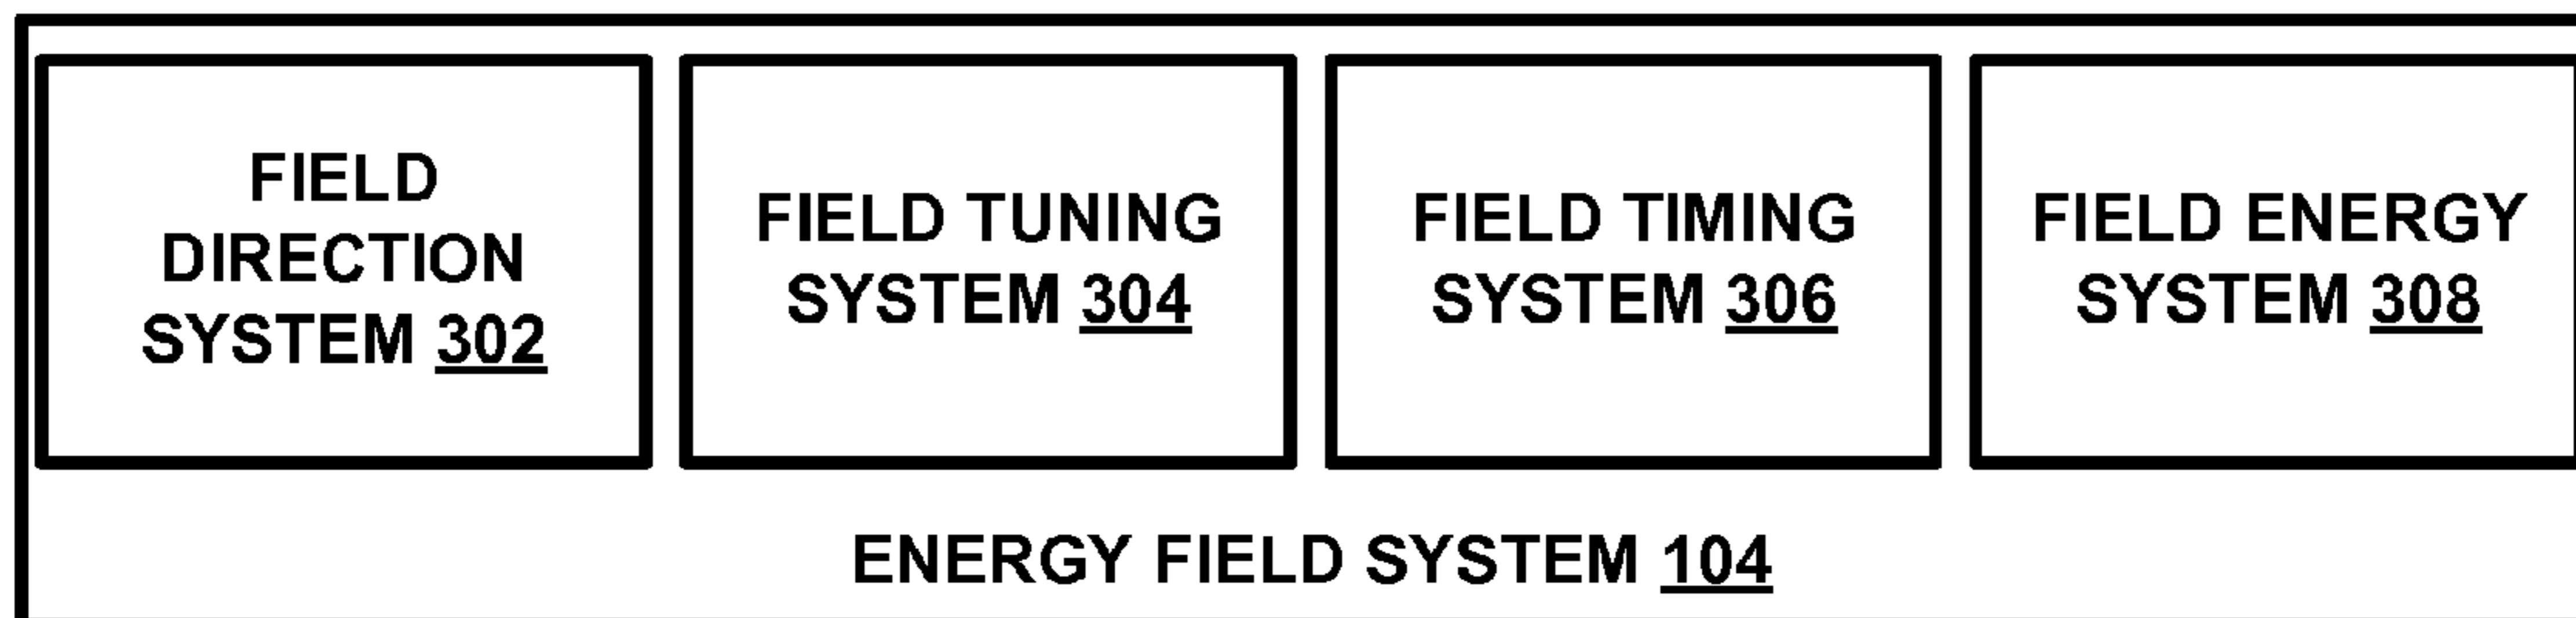 FIELD
DIRECTION
SYSTEM 302
FIELD TUNING
SYSTEM 304
FIELD TIMING
SYSTEM 306
FIELD ENERGY
SYSTEM 308
ENERGY FIELD SYSTEM 104